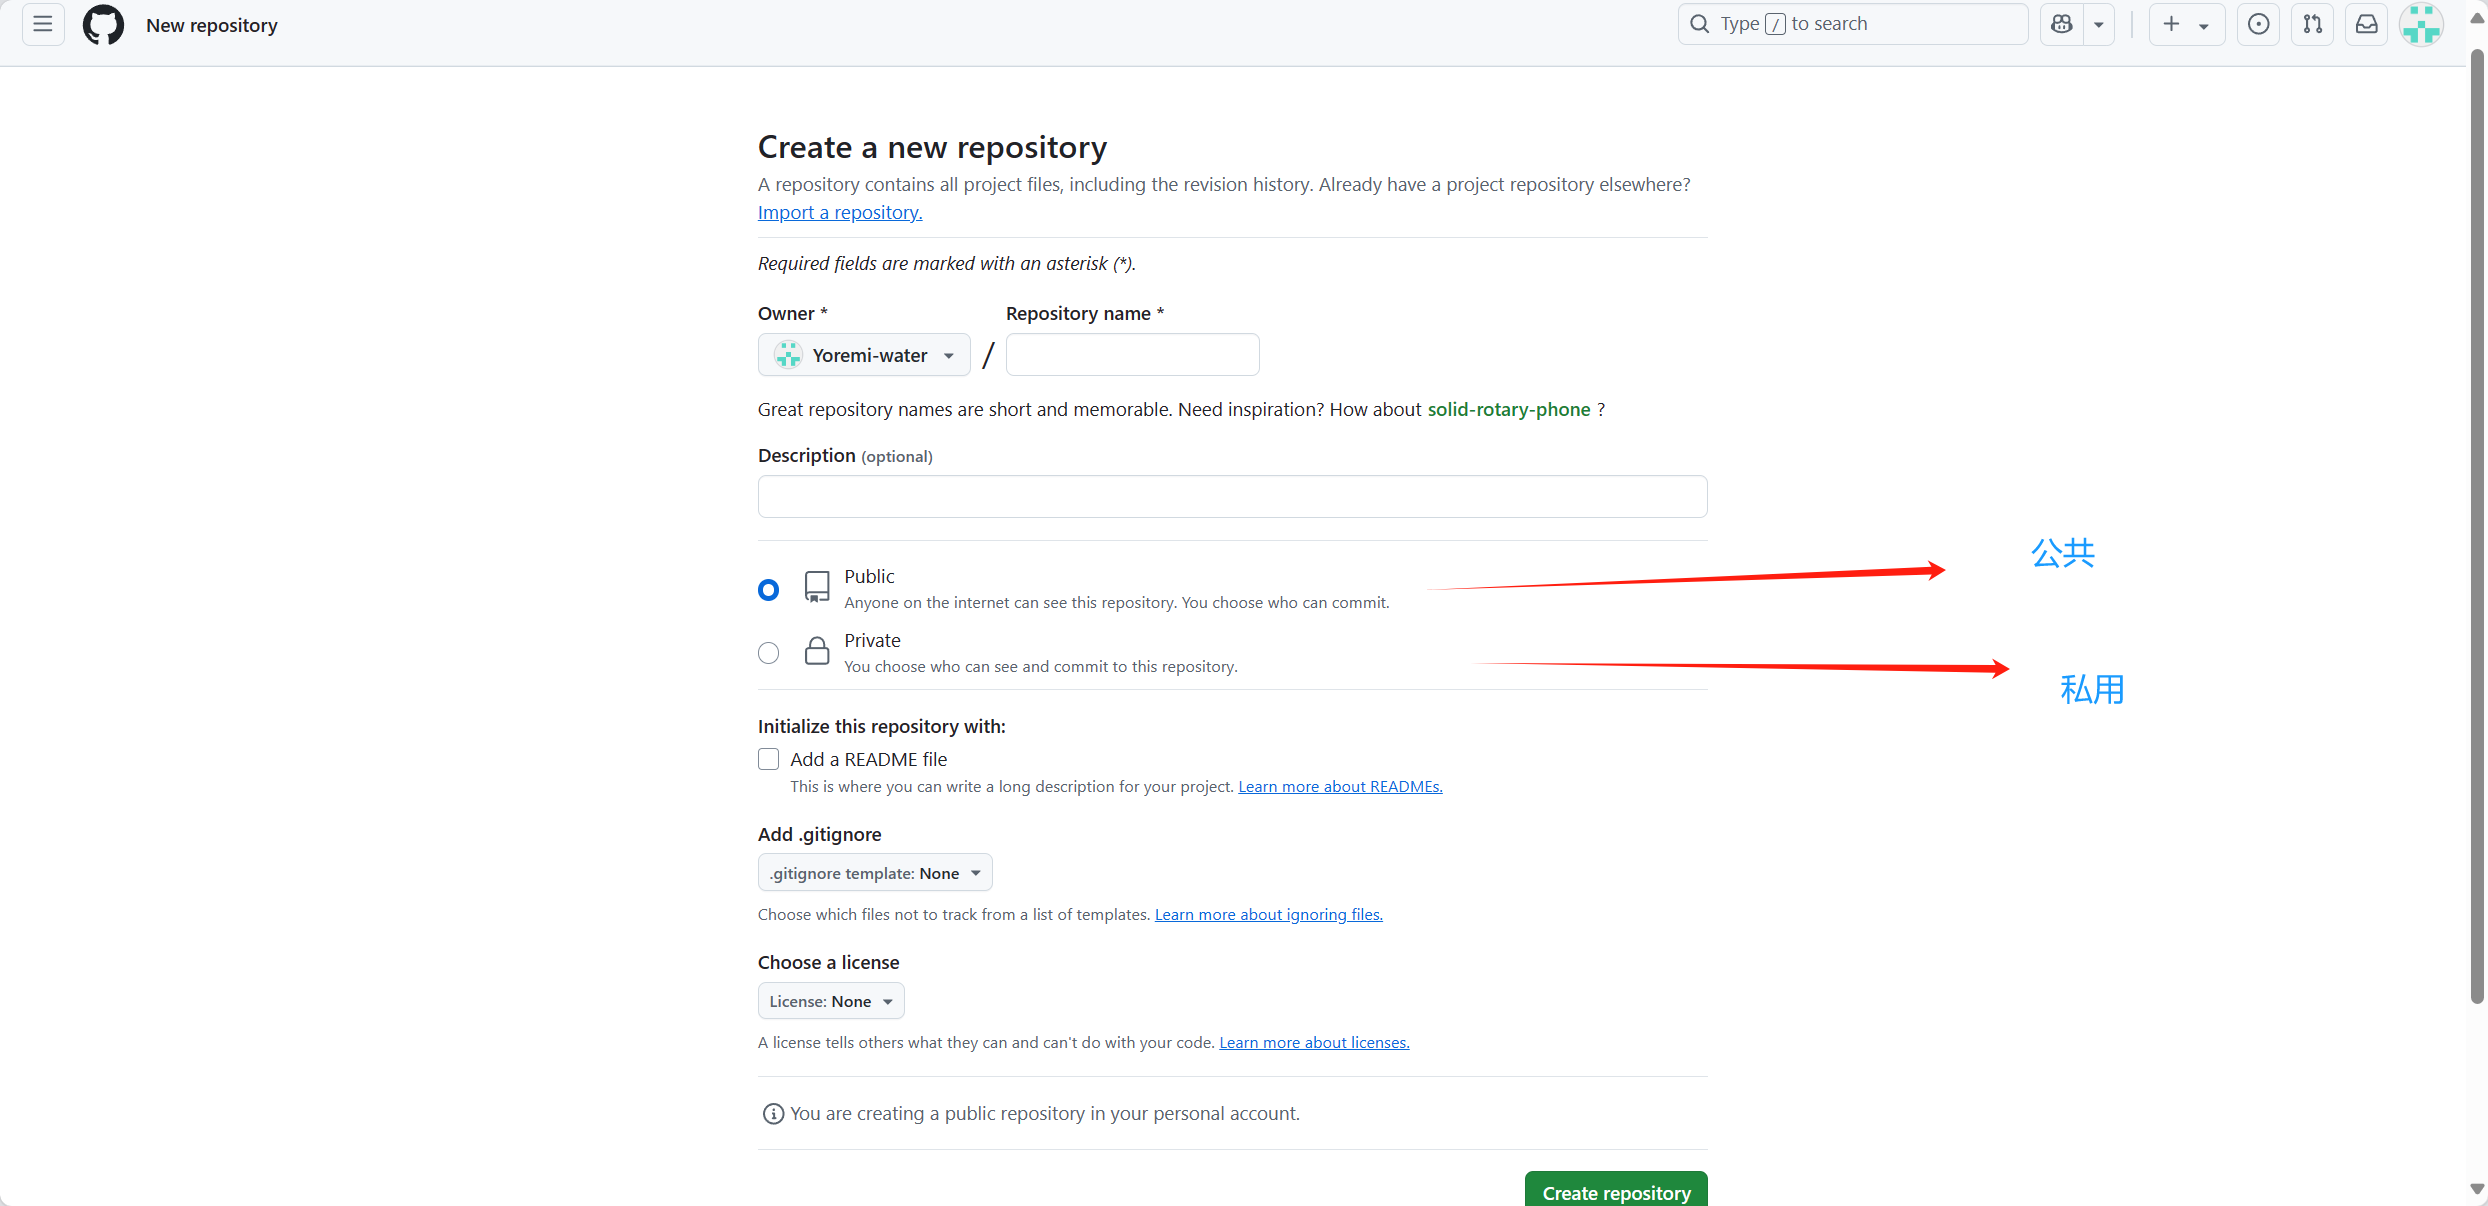 New repository
Type / to search
Create a new repository
A repository contains all project files, including the revision history. Already have a project repository elsewhere?
Import a repository.
Required fields are marked with an asterisk (*).
Owner *
Repository name *
Yoremi-water
/
Great repository names are short and memorable. Need inspiration? How about solid-rotary-phone ?
Description (optional)
Public
Anyone on the internet can see this repository. You choose who can commit.
公共
Private
You choose who can see and commit to this repository.
私用
Initialize this repository with:
Add a README file
This is where you can write a long description for your project. Learn more about READMEs.
Add .gitignore
.gitignore template: None
Choose which files not to track from a list of templates. Learn more about ignoring files.
Choose a license
License: None
A license tells others what they can and can't do with your code. Learn more about licenses.
You are creating a public repository in your personal account.
Create repository